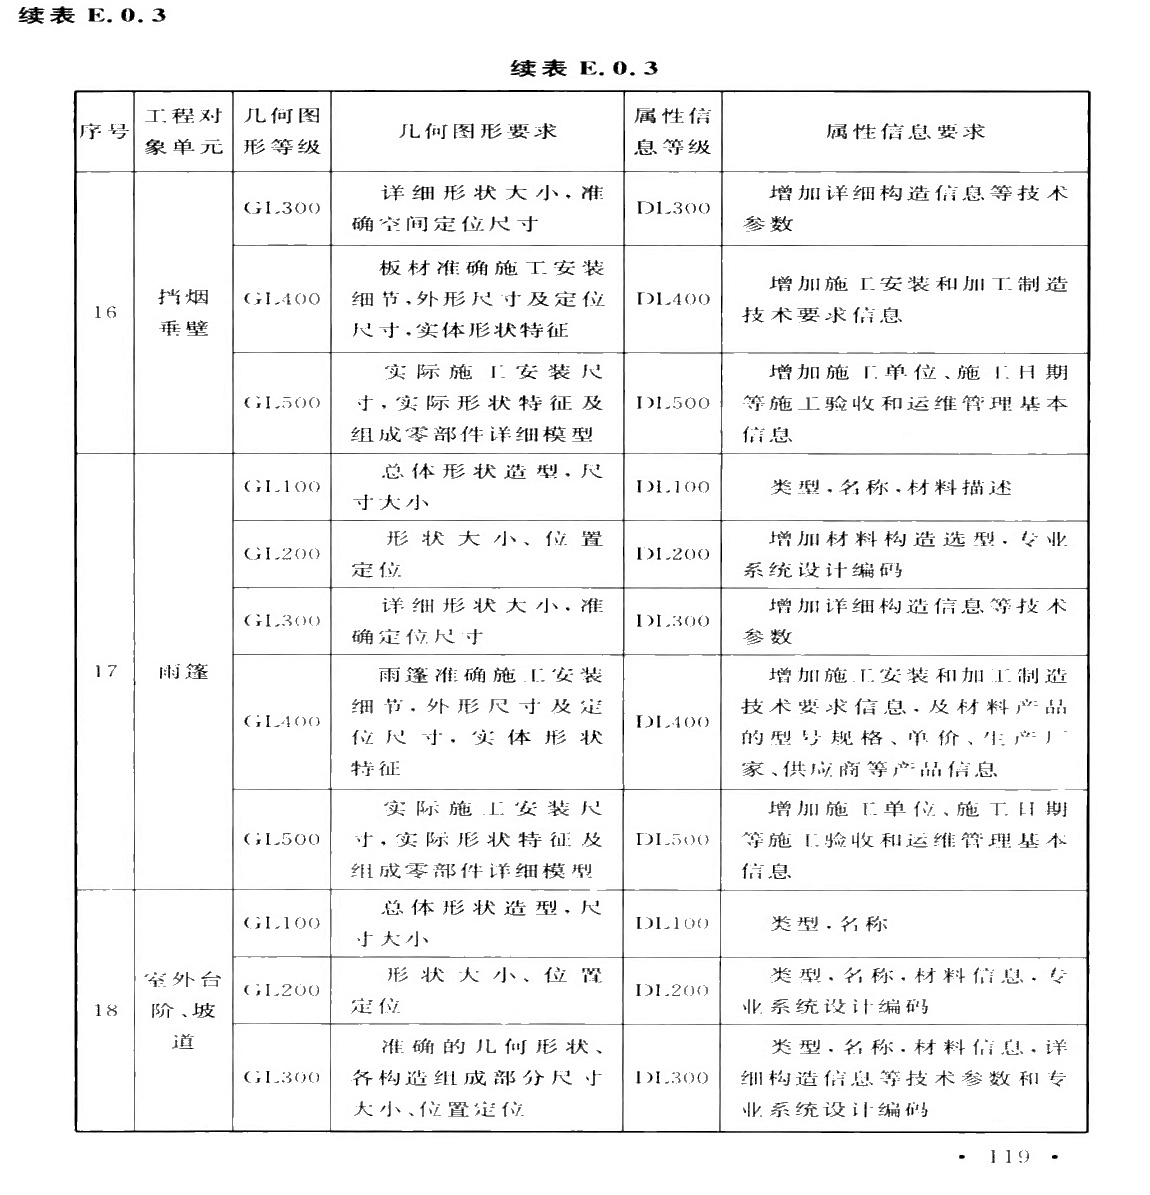 续表 E.0.3
续表 E.0.3
序号
工程对
象单元
几何图
形等级
几何图形要求
属性信
息等级
属性信息要求
16
挡烟
垂壁
GL300
详细形状大小,准
确空间定位尺寸
DL300
增加详细构造信息等技术
参数
GL400
板材准确施工安装
细节,外形尺寸及定位
尺寸,实体形状特征
DL400
增加施工安装和加工制造
技术要求信息
GL500
实际施工安装尺
寸,实际形状特征及
组成零部件详细模型
DL500
增加施工单位、施工日期
等施工验收和运维管理基本
信息
17
雨篷
GL100
总体形状造型,尺
寸大小
DL100
类型,名称,材料描述
GL200
形状大小、位置
定位
DL200
增加材料构造选型,专业
系统设计编码
GL300
详细形状大小,准
确定位尺寸
DL300
增加详细构造信息等技术
参数
GL400
雨篷准确施工安装
细节,外形尺寸及定
位尺寸,实体形状
特征
DL400
增加施工安装和加工制造
技术要求信息,及材料产品
的型号规格、单价、生产厂
家、供应商等产品信息
GL500
实际施工安装尺
寸,实际形状特征及
组成零部件详细模型
DL500
增加施工单位、施工日期
等施工验收和运维管理基本
信息
18
室外台
阶、坡
道
GL100
总体形状造型,尺
寸大小
DL100
类型,名称
GL200
形状大小、位置
定位
DL200
类型,名称,材料信息,专
业系统设计编码
GL300
准确的几何形状、
各构造组成部分尺寸
大小、位置定位
DL300
类型,名称,材料信息,详
细构造信息等技术参数和专
业系统设计编码
· 119 ·